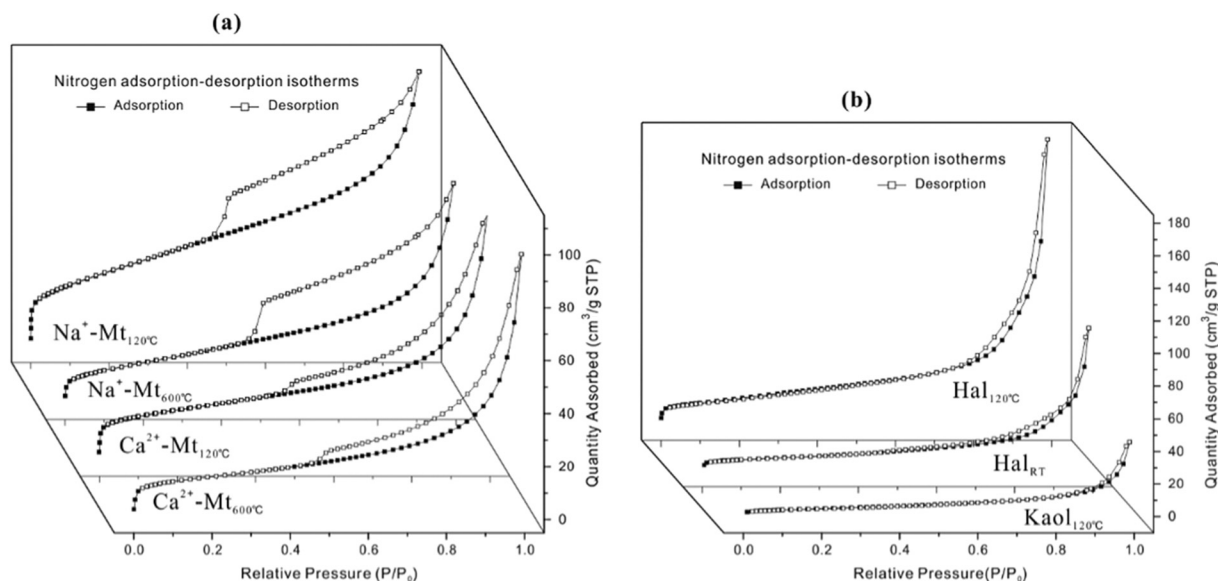 (a)
Nitrogen adsorption-desorption isotherms
Adsorption Desorption
Na⁺-Mt₁₂₀℃
Na⁺-Mt₆₀₀℃
Ca²⁺-Mt₁₂₀℃
Ca²⁺-Mt₆₀₀℃
100
80
60
40
20
0
Quantity Adsorbed (cm³/g STP)
0.0 0.2 0.4 0.6 0.8 1.0
Relative Pressure (P/P₀)
(b)
Nitrogen adsorption-desorption isotherms
Adsorption Desorption
Hal₁₂₀℃
Hal_RT
Kaol₁₂₀℃
180
160
140
120
100
80
60
40
20
0
Quantity Adsorbed (cm³/g STP)
0.0 0.2 0.4 0.6 0.8 1.0
Relative Pressure(P/P₀)